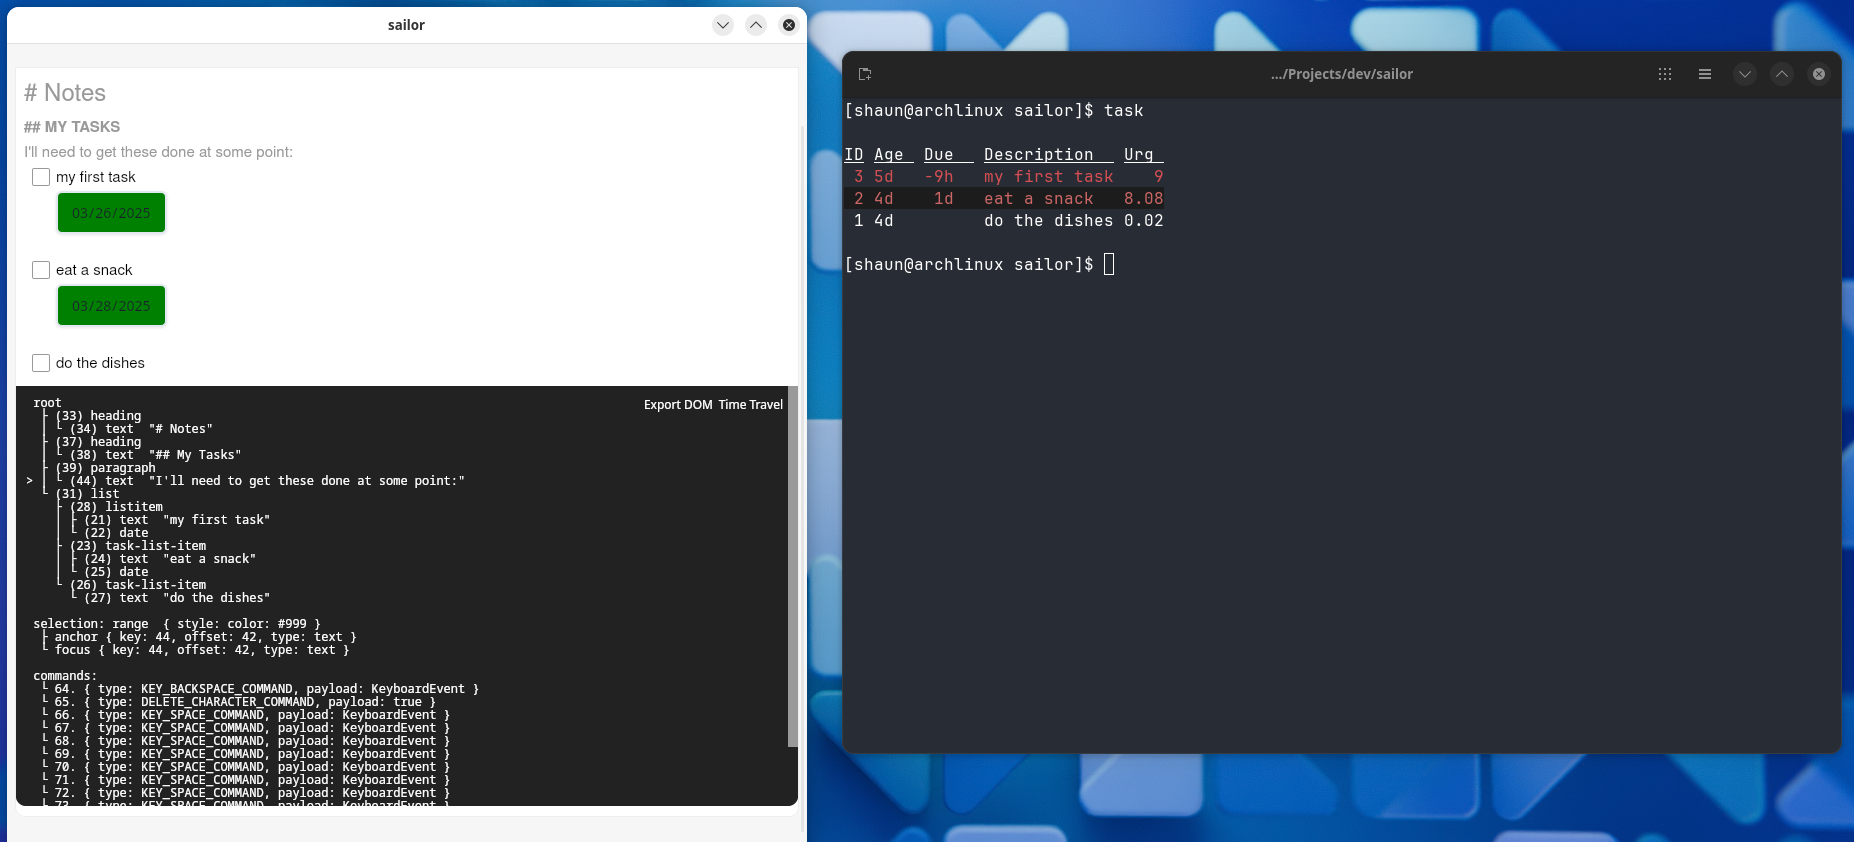 sailor
# Notes
## MY TASKS
I'll need to get these done at some point:
my first task
03/26/2025
eat a snack
03/28/2025
do the dishes
Export DOM Time Travel
root
├ (33) heading
│ └ (34) text "# Notes"
├ (37) heading
│ └ (38) text "## My Tasks"
├ (39) paragraph
> │ └ (44) text "I'll need to get these done at some point:"
└ (31) list
├ (28) listitem
│ ├ (21) text "my first task"
│ └ (22) date
├ (23) task-list-item
│ ├ (24) text "eat a snack"
│ └ (25) date
└ (26) task-list-item
└ (27) text "do the dishes"
selection: range { style: color: #999 }
├ anchor { key: 44, offset: 42, type: text }
└ focus { key: 44, offset: 42, type: text }
commands:
└ 64. { type: KEY_BACKSPACE_COMMAND, payload: KeyboardEvent }
└ 65. { type: DELETE_CHARACTER_COMMAND, payload: true }
└ 66. { type: KEY_SPACE_COMMAND, payload: KeyboardEvent }
└ 67. { type: KEY_SPACE_COMMAND, payload: KeyboardEvent }
└ 68. { type: KEY_SPACE_COMMAND, payload: KeyboardEvent }
└ 69. { type: KEY_SPACE_COMMAND, payload: KeyboardEvent }
└ 70. { type: KEY_SPACE_COMMAND, payload: KeyboardEvent }
└ 71. { type: KEY_SPACE_COMMAND, payload: KeyboardEvent }
└ 72. { type: KEY_SPACE_COMMAND, payload: KeyboardEvent }
└ 73. { type: KEY_SPACE_COMMAND, payload: KeyboardEvent }
.../Projects/dev/sailor
[shaun@archlinux sailor]$ task
ID Age Due Description Urg
3 5d -9h my first task 9
2 4d 1d eat a snack 8.08
1 4d do the dishes 0.02
[shaun@archlinux sailor]$